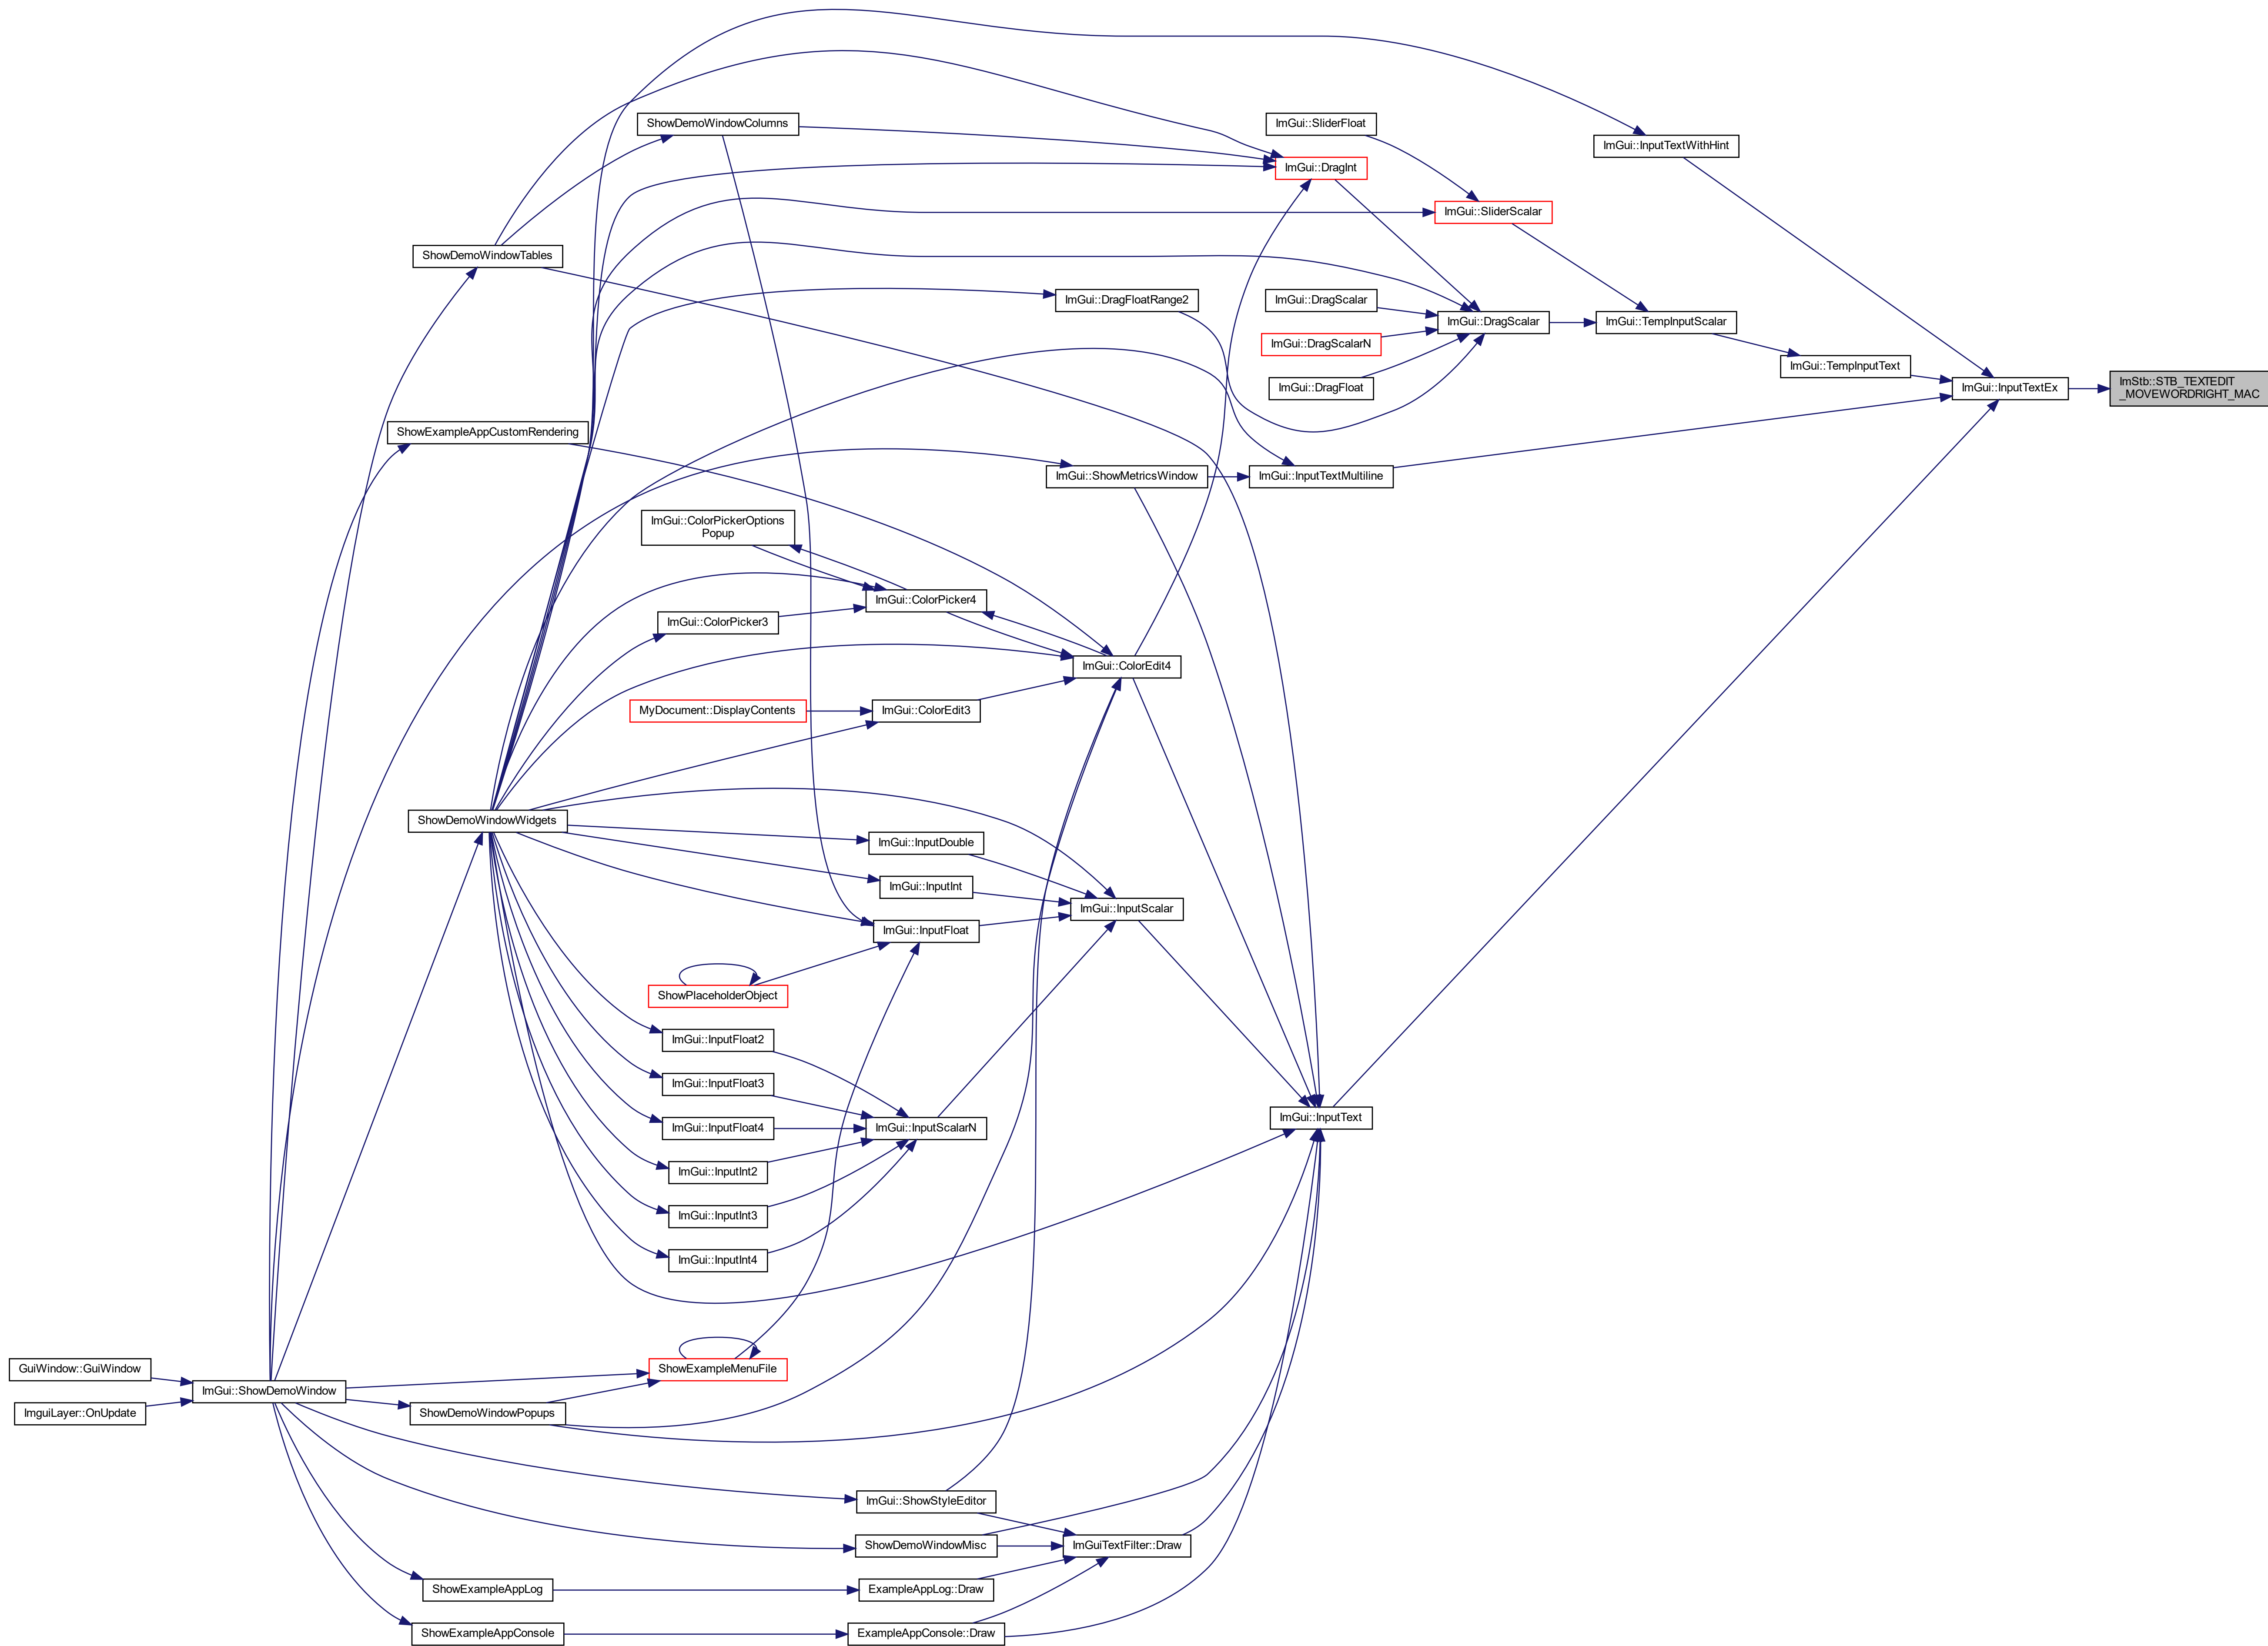 ShowDemoWindowColumns
ImGui::SliderFloat
ImGui::InputTextWithHint
ImGui::DragInt
ImGui::SliderScalar
ShowDemoWindowTables
ImGui::DragFloatRange2
ImGui::DragScalar
ImGui::DragScalar
ImGui::TempInputScalar
ImGui::DragScalarN
ImGui::TempInputText
ImGui::DragFloat
ImGui::InputTextEx
ImStb::STB_TEXTEDIT
_MOVEWORDRIGHT_MAC
ShowExampleAppCustomRendering
ImGui::ShowMetricsWindow
ImGui::InputTextMultiline
ImGui::ColorPickerOptions
Popup
ImGui::ColorPicker4
ImGui::ColorPicker3
ImGui::ColorEdit4
MyDocument::DisplayContents
ImGui::ColorEdit3
ShowDemoWindowWidgets
ImGui::InputDouble
ImGui::InputInt
ImGui::InputScalar
ImGui::InputFloat
ShowPlaceholderObject
ImGui::InputFloat2
ImGui::InputFloat3
ImGui::InputFloat4
ImGui::InputScalarN
ImGui::InputText
ImGui::InputInt2
ImGui::InputInt3
ImGui::InputInt4
GuiWindow::GuiWindow
ShowExampleMenuFile
ImGui::ShowDemoWindow
ImguiLayer::OnUpdate
ShowDemoWindowPopups
ImGui::ShowStyleEditor
ShowDemoWindowMisc
ImGuiTextFilter::Draw
ShowExampleAppLog
ExampleAppLog::Draw
ShowExampleAppConsole
ExampleAppConsole::Draw